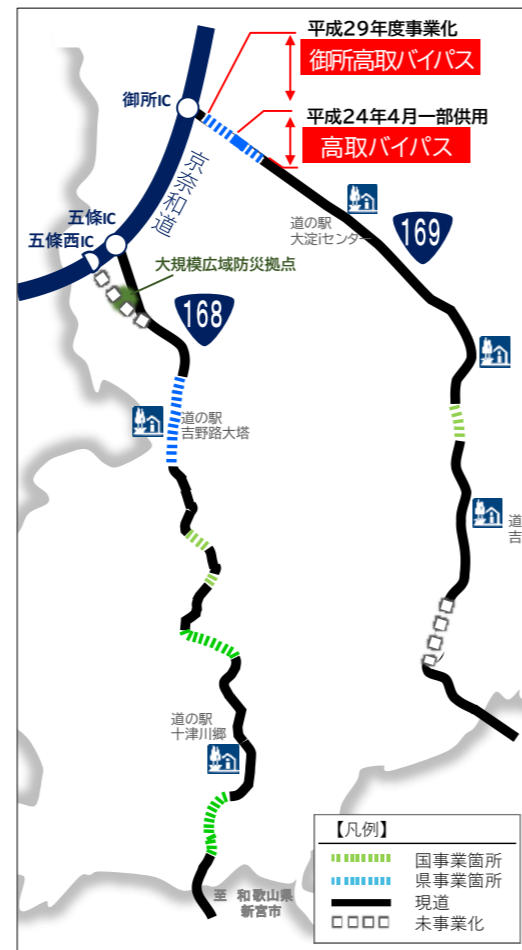 平成29年度事業化
御所高取バイパス
御所IC
平成24年4月一部供用
高取バイパス
京奈和道
道の駅
大淀iセンター
169
五條IC
五條西IC
大規模広域防災拠点
168
道の駅
吉野路大塔
道
吉
道の駅
十津川郷
至 和歌山県
新宮市
【凡例】
国事業箇所
県事業箇所
現道
未事業化